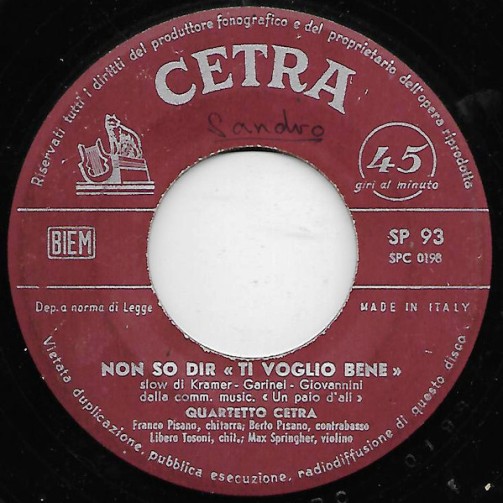 Riservati tutti i diritti del produttore fonografico e del proprietario dell'opera riprodotta
CETRA
Sandro
45
giri al minuto
BIEM
SP 93
SPC 0198
Dep. a norma di Legge
MADE IN ITALY
NON SO DIR « TI VOGLIO BENE »
slow di Kramer - Garinei - Giovannini
dalla comm. music. « Un paio d'ali »
QUARTETTO CETRA
Franco Pisano, chitarra; Berto Pisano, contrabasso
Libero Tosoni, chit.; Max Springher, violino
Vietata duplicazione, pubblica esecuzione, radiodiffusione di questo disco